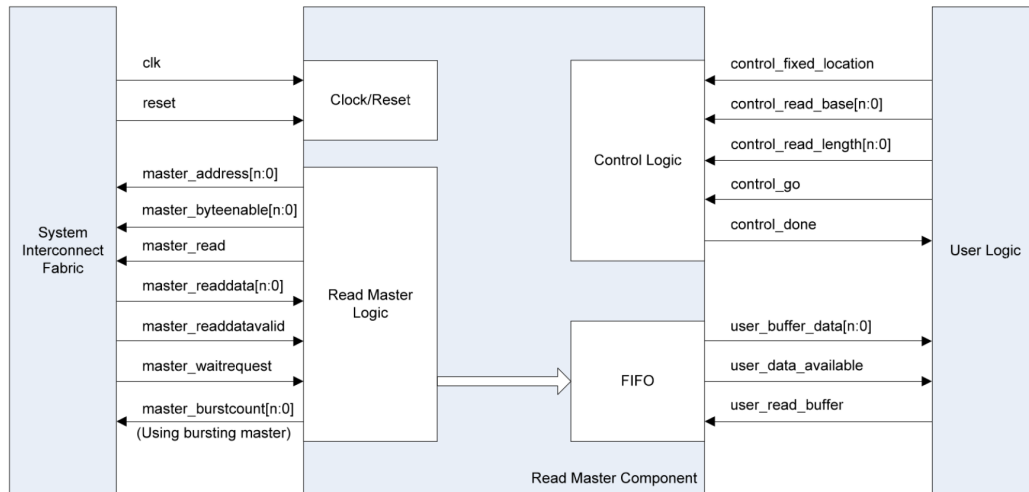 clk
reset
Clock/Reset
master_address[n:0]
master_byteenable[n:0]
master_read
master_readdata[n:0]
master_readdatavalid
master_waitrequest
master_burstcount[n:0]
(Using bursting master)
System
Interconnect
Fabric
Read Master
Logic
Control Logic
FIFO
control_fixed_location
control_read_base[n:0]
control_read_length[n:0]
control_go
control_done
user_buffer_data[n:0]
user_data_available
user_read_buffer
User Logic
Read Master Component